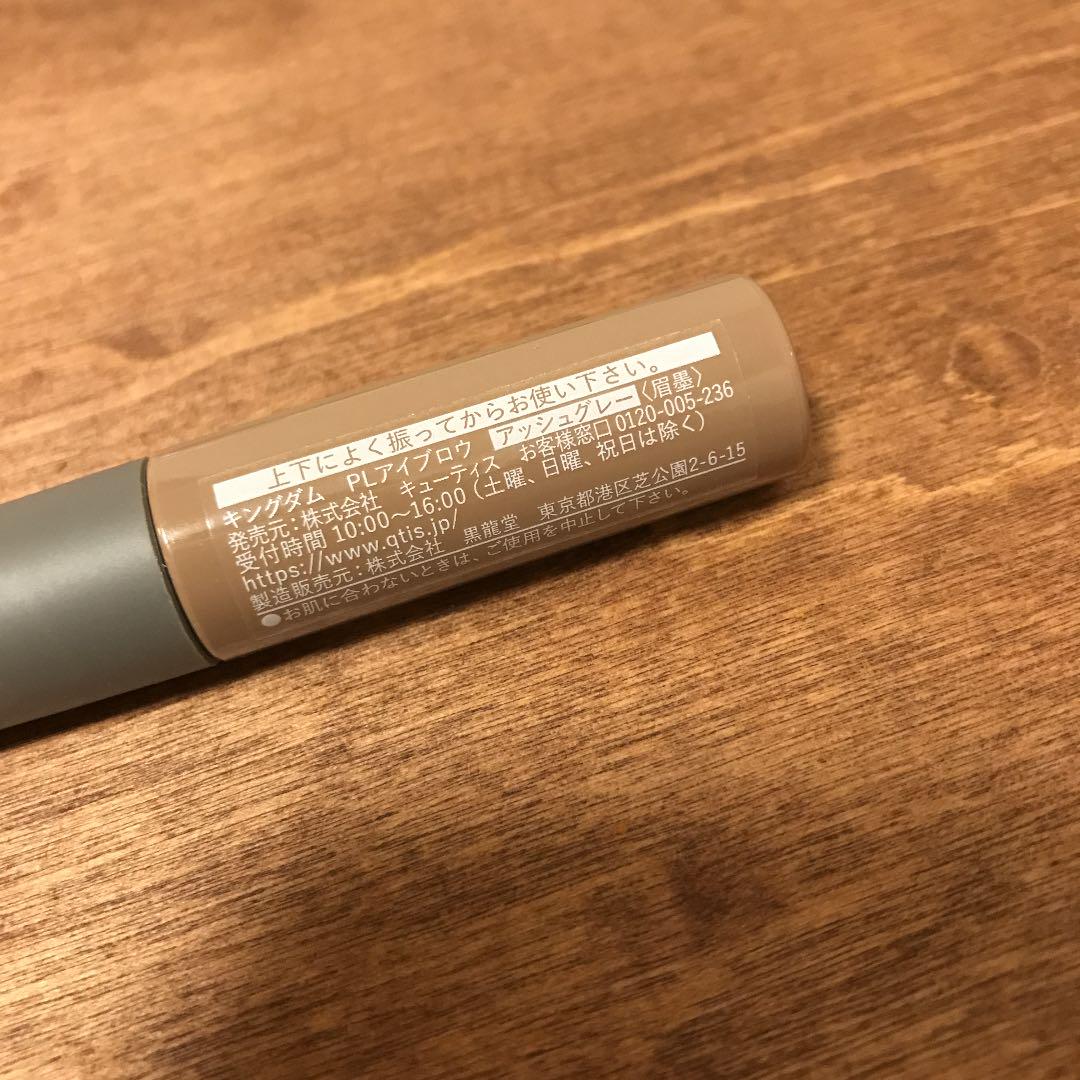 上下によく振ってからお使い下さい。
キングダム PLアイブロウ アッシュグレー〈眉墨〉
発売元:株式会社 キューティス お客様窓口0120-005-236
受付時間 10:00〜16:00(土曜、日曜、祝日は除く)
https://www.qtis.jp/
製造販売元:株式会社 黒龍堂 東京都港区芝公園2-6-15
●お肌に合わないときは、ご使用を中止して下さい。